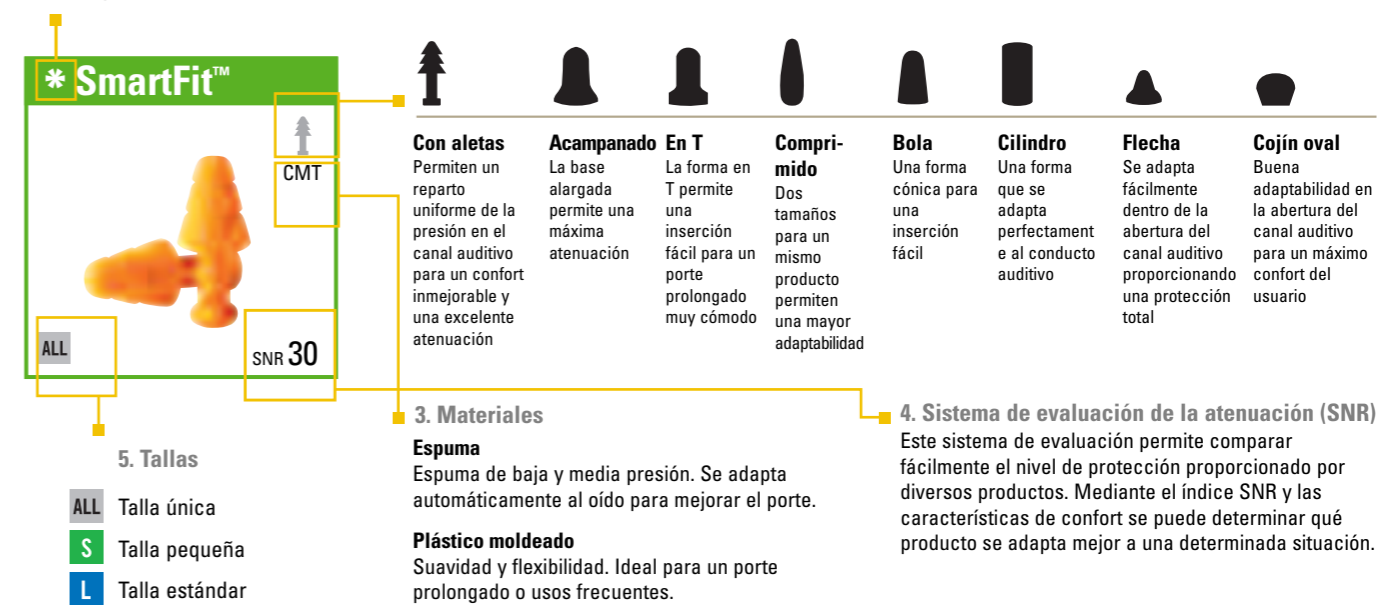 * SmartFit™
CMT
ALL
SNR 30
Con aletas
Permiten un
reparto
uniforme de la
presión en el
canal auditivo
para un confort
inmejorable y
una excelente
atenuación
Acampanado
La base
alargada
permite una
máxima
atenuación
En T
La forma en
T permite
una
inserción
fácil para un
porte
prolongado
muy cómodo
Compri-
mido
Dos
tamaños
para un
mismo
producto
permiten
una mayor
adaptabilidad
Bola
Una forma
cónica para
una
inserción
fácil
Cilindro
Una forma
que se
adapta
perfectament
e al conducto
auditivo
Flecha
Se adapta
fácilmente
dentro de la
abertura del
canal auditivo
proporcionando
una protección
total
Cojín oval
Buena
adaptabilidad en
la abertura del
canal auditivo
para un máximo
confort del
usuario
5. Tallas
ALL Talla única
S Talla pequeña
L Talla estándar
3. Materiales
Espuma
Espuma de baja y media presión. Se adapta
automáticamente al oído para mejorar el porte.
Plástico moldeado
Suavidad y flexibilidad. Ideal para un porte
prolongado o usos frecuentes.
4. Sistema de evaluación de la atenuación (SNR)
Este sistema de evaluación permite comparar
fácilmente el nivel de protección proporcionado por
diversos productos. Mediante el índice SNR y las
características de confort se puede determinar qué
producto se adapta mejor a una determinada situación.